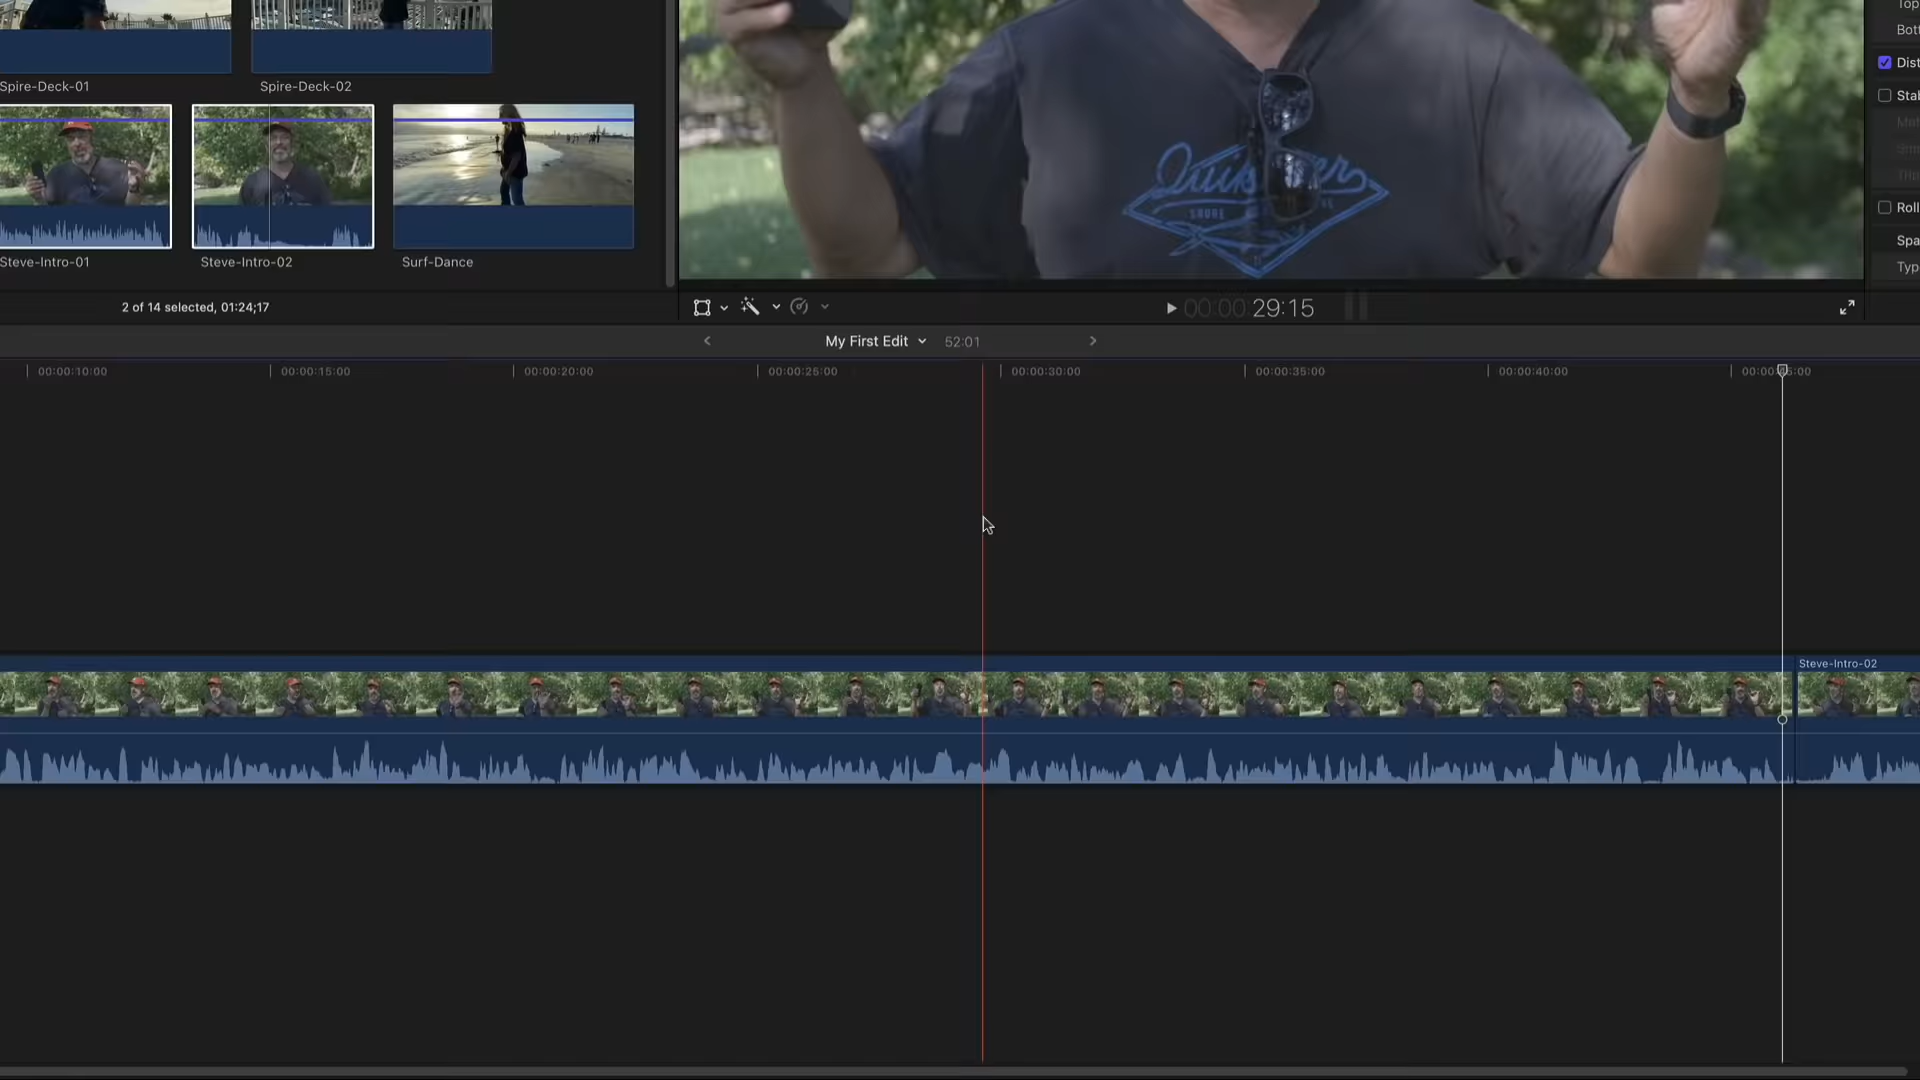 Spire-Deck-01
Spire-Deck-02
Steve-Intro-01
Steve-Intro-02
Surf-Dance
2 of 14 selected, 01:24;17
SHORE
00:00:29:15
Top
Bott
Dist
Stab
Roll
Spa
Typ
My First Edit
52:01
00:00:10:00
00:00:15:00
00:00:20:00
00:00:25:00
00:00:30:00
00:00:35:00
00:00:40:00
Steve-Intro-02